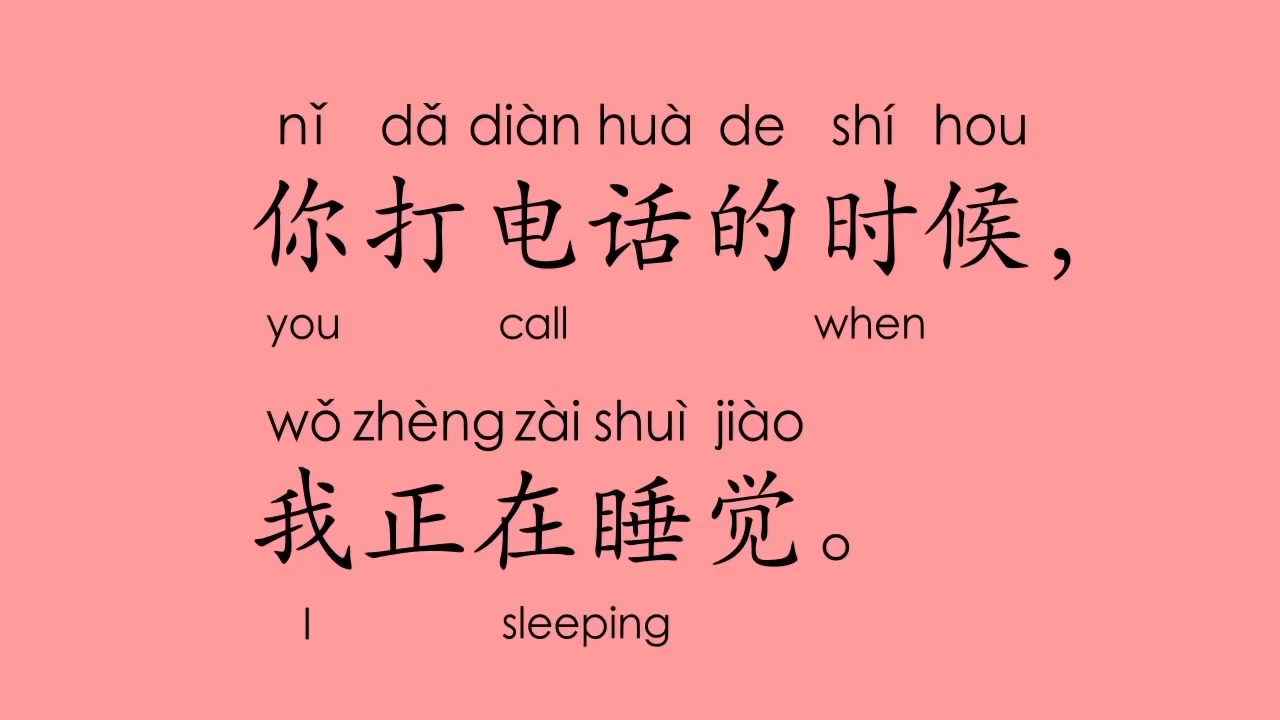 nǐ dǎ diàn huà de shí hou
你打电话的时候，
you call when
wǒ zhèng zài shuì jiào
我正在睡觉。
I sleeping